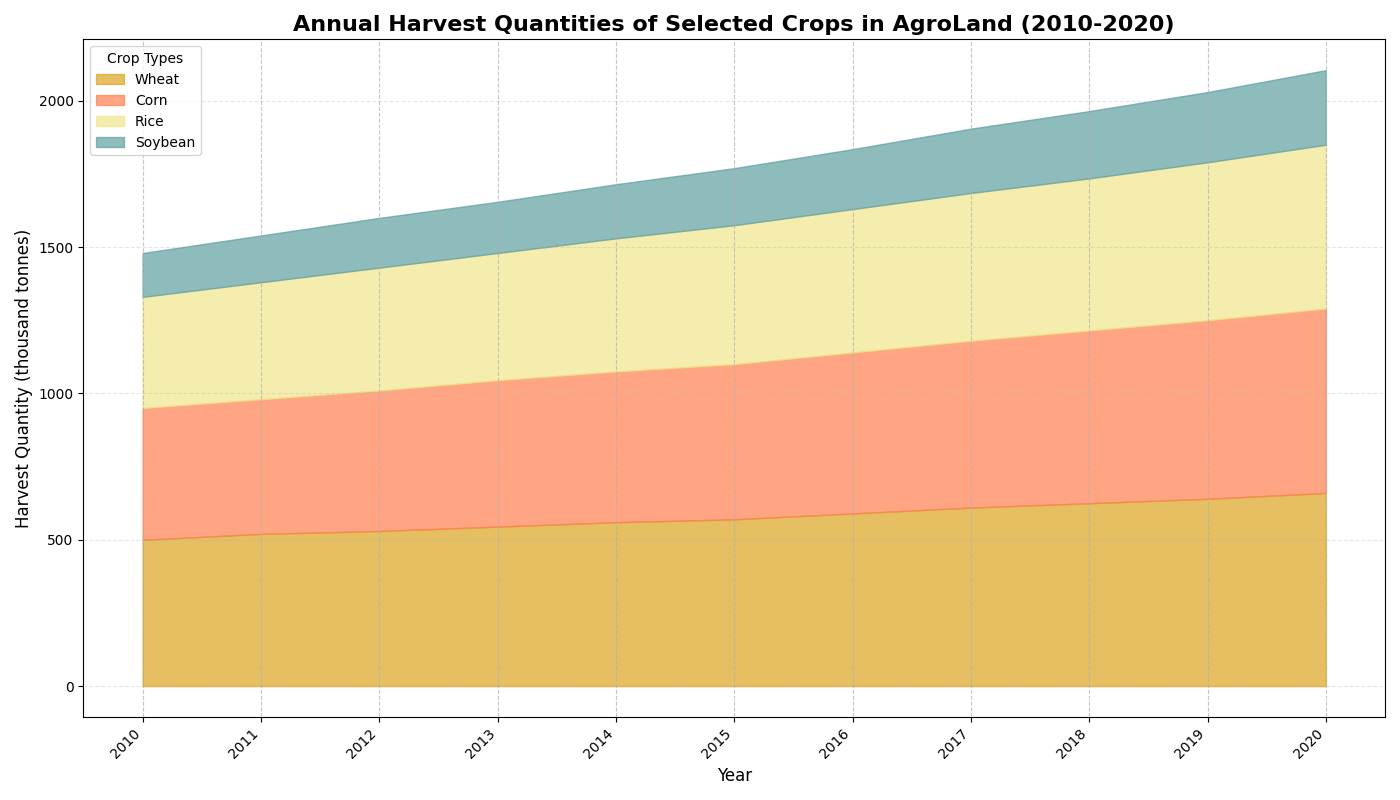 Annual Harvest Quantities of Selected Crops in AgroLand (2010-2020)
Crop Types
Wheat
Corn
Rice
Soybean
Harvest Quantity (thousand tonnes)
2000
1500
1000
500
0
2010
2011
2012
2013
2014
2015
2016
2017
2018
2019
2020
Year